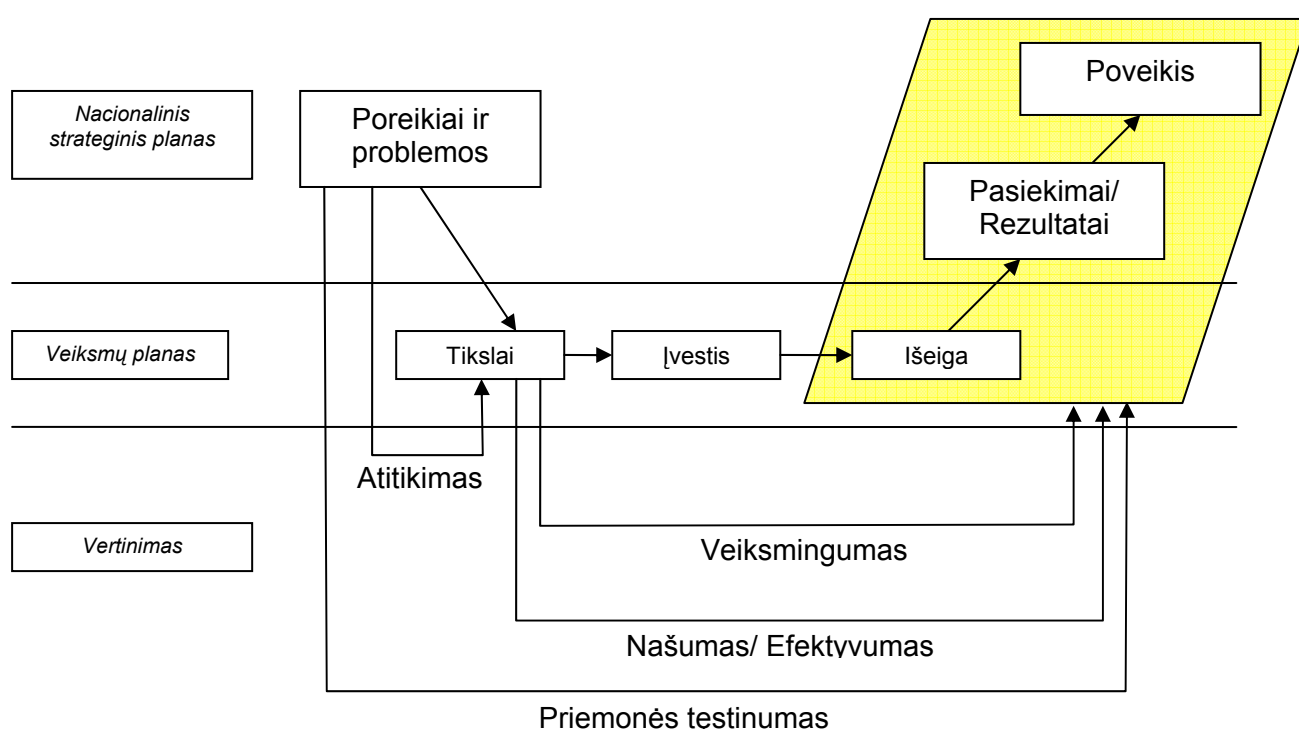 Poveikis
Nacionalinis
strateginis planas
Poreikiai ir
problemos
Pasiekimai/
Rezultatai
Veiksmų planas
Tikslai
Įvestis
Išeiga
Atitikimas
Vertinimas
Veiksmingumas
Našumas/ Efektyvumas
Priemonės testinumas